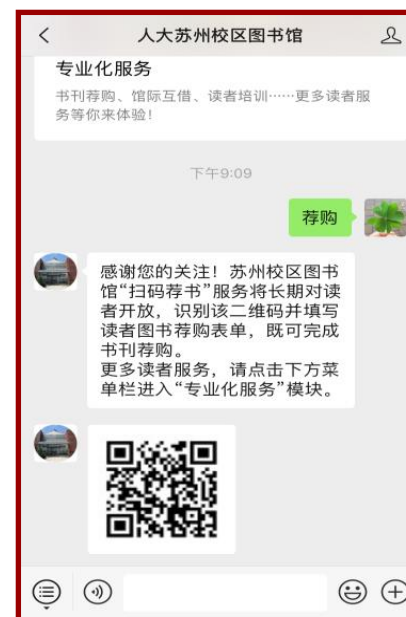 人大苏州校区图书馆
专业化服务
书刊荐购、馆际互借、读者培训……更多读者服
务等你来体验！
下午9:09
荐购
感谢您的关注！苏州校区图书
馆“扫码荐书”服务将长期对读
者开放，识别该二维码并填写
读者图书荐购表单，既可完成
书刊荐购。
更多读者服务，请点击下方菜
单栏进入“专业化服务”模块。